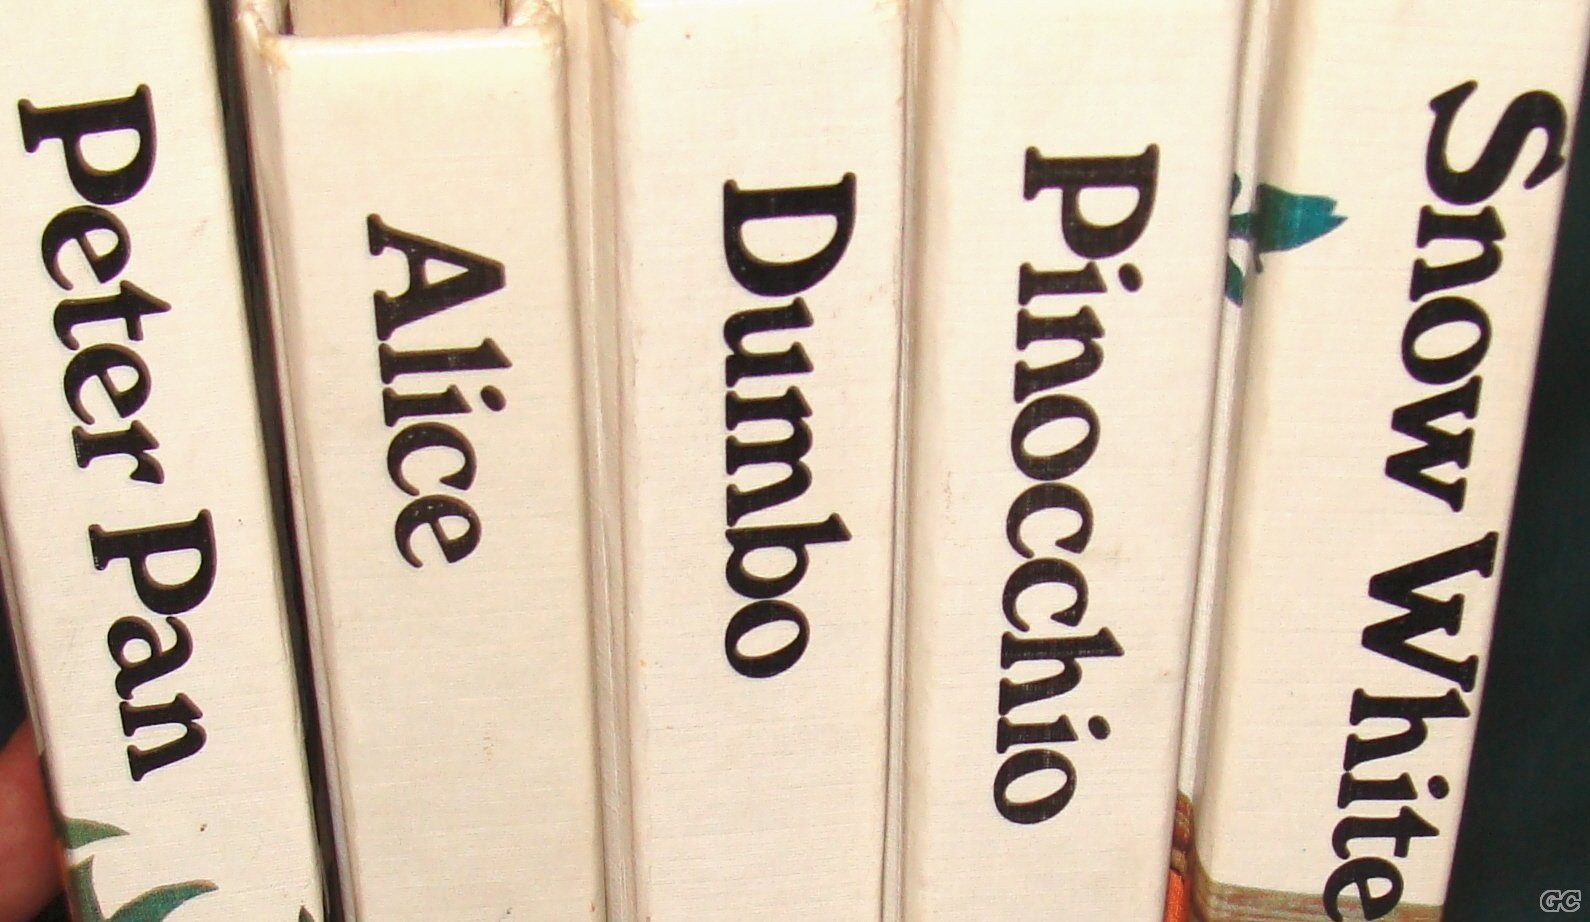 Peter Pan
Alice
Dumbo
Pinocchio
Snow White
GC